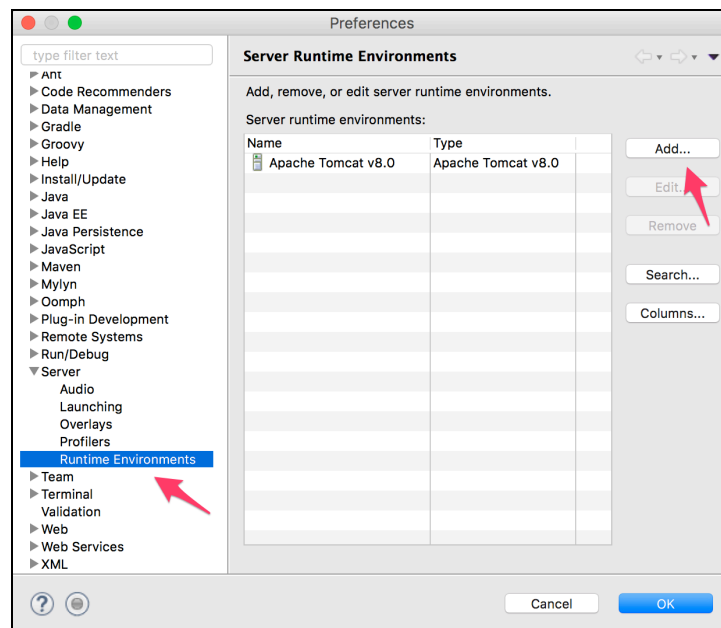 Preferences
type filter text
Ant
Code Recommenders
Data Management
Gradle
Groovy
Help
Install/Update
Java
Java EE
Java Persistence
JavaScript
Maven
Mylyn
Oomph
Plug-in Development
Remote Systems
Run/Debug
Server
Audio
Launching
Overlays
Profilers
Runtime Environments
Team
Terminal
Validation
Web
Web Services
XML
Server Runtime Environments
Add, remove, or edit server runtime environments.
Server runtime environments:
Name Type
Apache Tomcat v8.0 Apache Tomcat v8.0
Add...
Edit...
Remove
Search...
Columns...
?
Cancel
OK